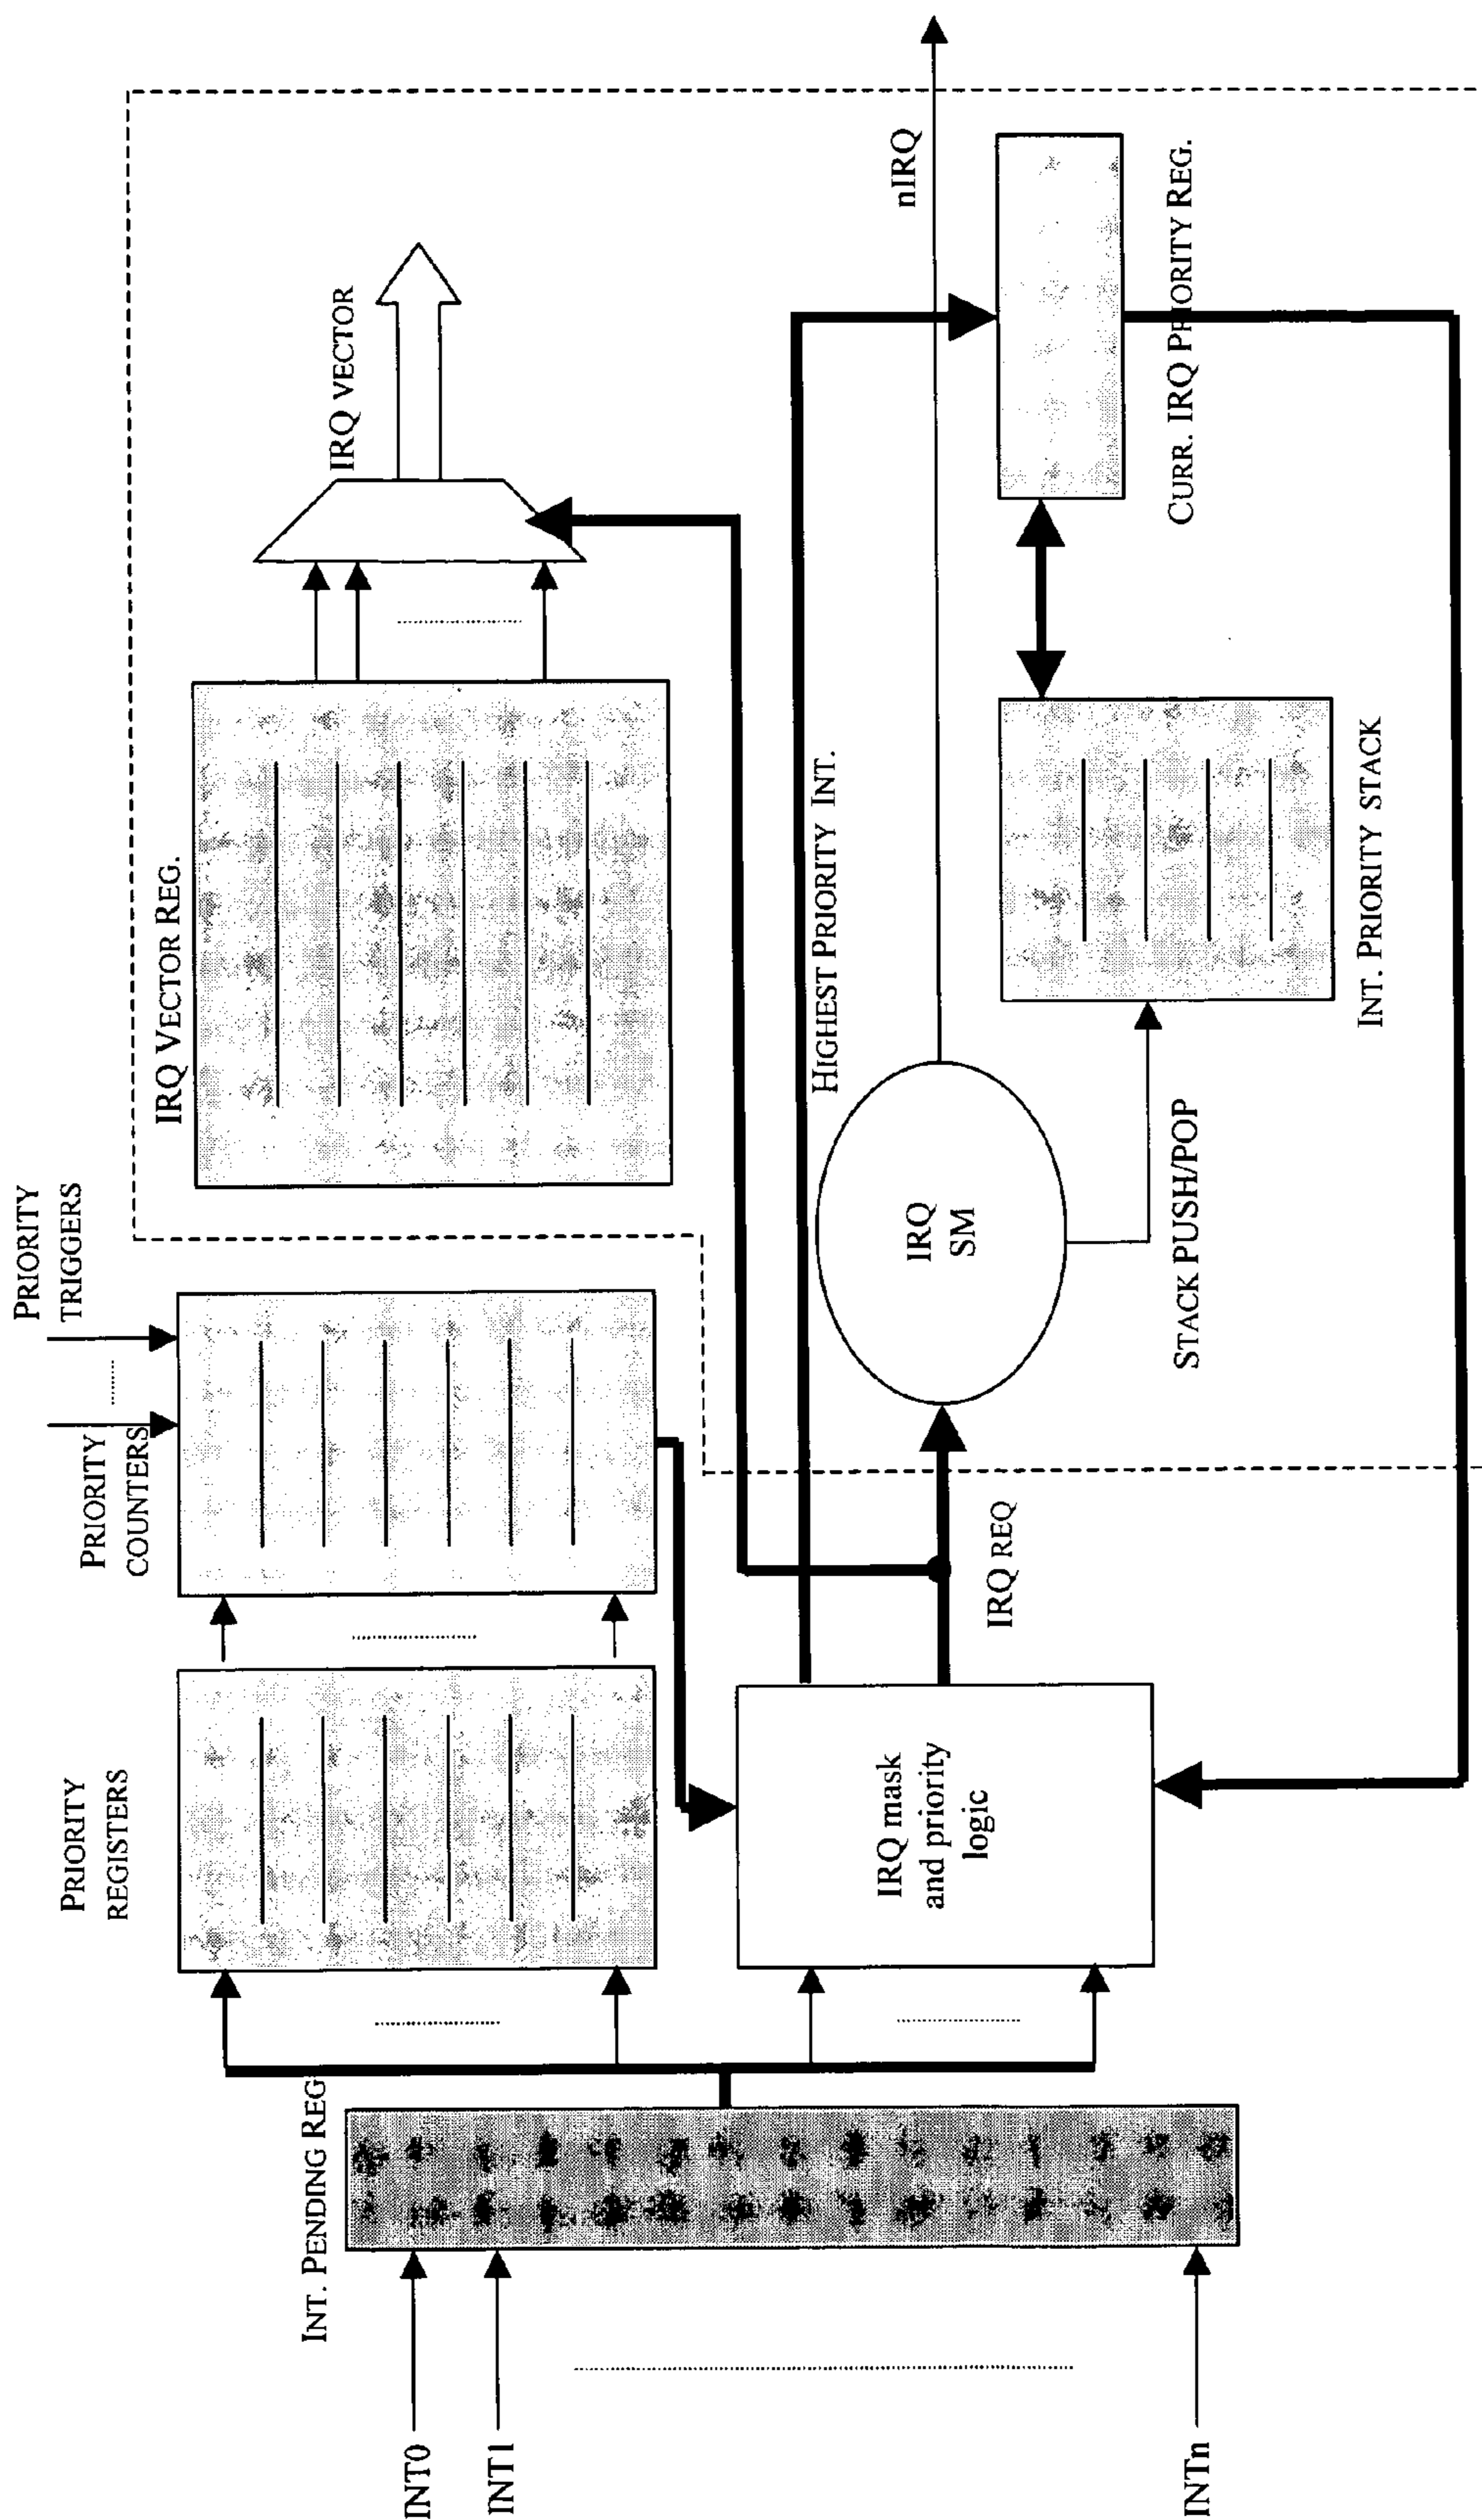 PRIORITY
TRIGGERS
PRIORITY
COUNTERS
PRIORITY
REGISTERS
INT. PENDING REG
INT0
INT1
INTn
IRQ VECTOR REG.
IRQ VECTOR
IRQ mask
and priority
logic
IRQ REQ
HIGHEST PRIORITY INT.
IRQ
SM
STACK PUSH/POP
nIRQ
INT. PRIORITY STACK
CURR. IRQ PRIORITY REG.